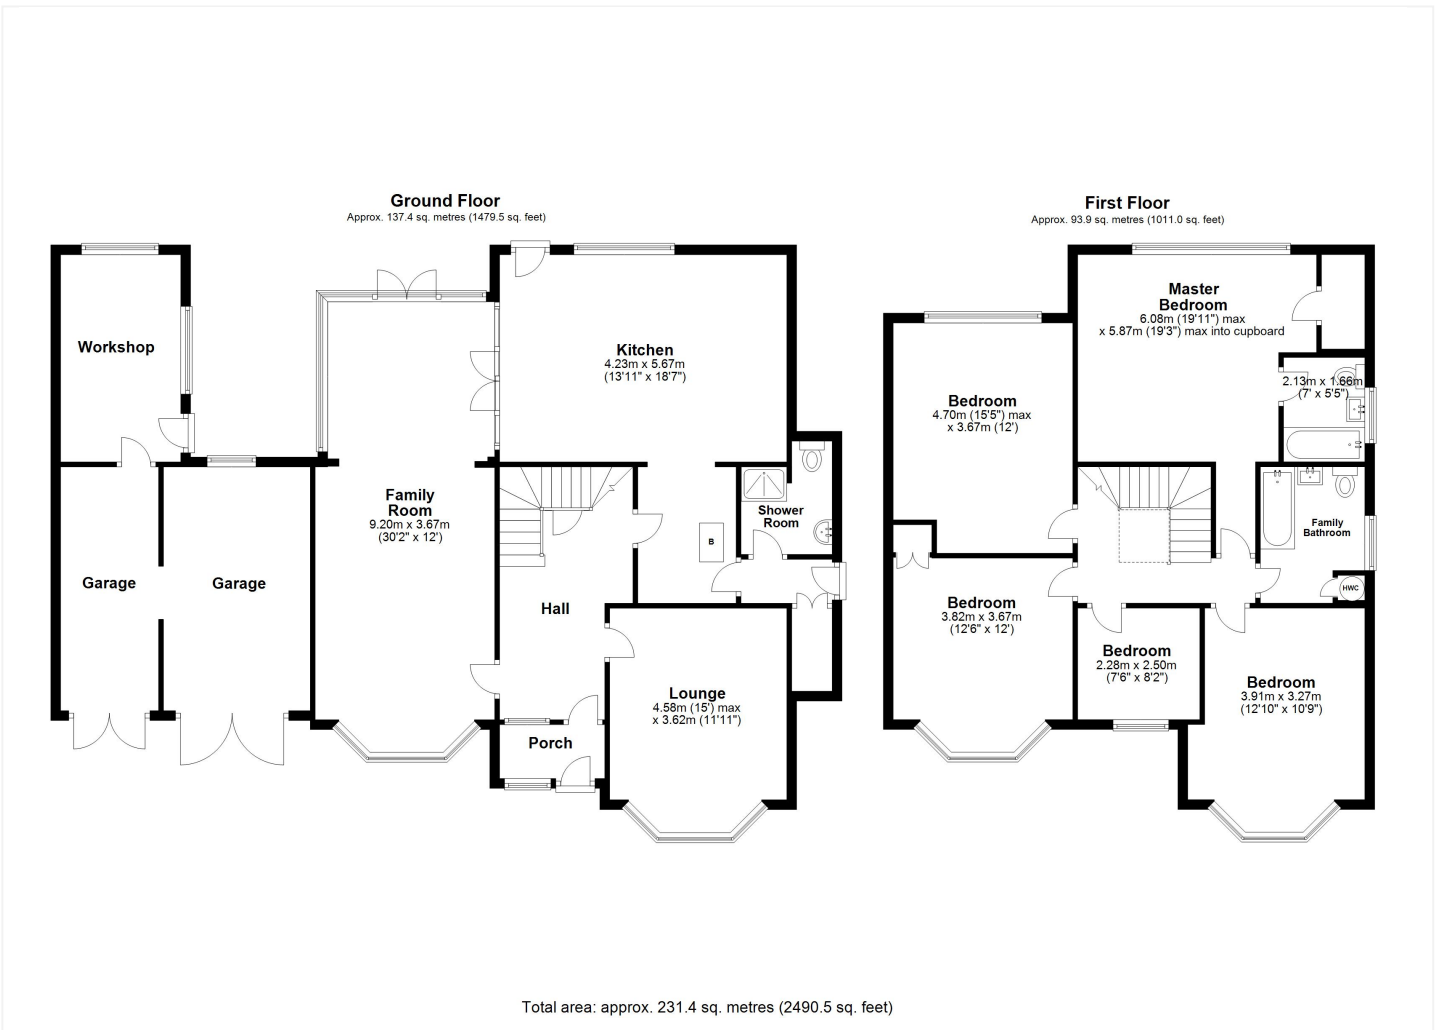 Ground Floor
Approx. 137.4 sq. metres (1479.5 sq. feet)
Workshop
Kitchen
4.23m x 5.67m
(13'11" x 18'7")
Family
Room
9.20m x 3.67m
(30'2" x 12')
Shower
Room
B
Garage
Garage
Hall
Lounge
4.58m (15') max
x 3.62m (11'11")
Porch
First Floor
Approx. 93.9 sq. metres (1011.0 sq. feet)
Master
Bedroom
6.08m (19'11") max
x 5.87m (19'3") max into cupboard
2.13m x 1.66m
(7' x 5'5")
Bedroom
4.70m (15'5") max
x 3.67m (12')
Family
Bathroom
HWC
Bedroom
3.82m x 3.67m
(12'6" x 12')
Bedroom
2.28m x 2.50m
(7'6" x 8'2")
Bedroom
3.91m x 3.27m
(12'10" x 10'9")
Total area: approx. 231.4 sq. metres (2490.5 sq. feet)